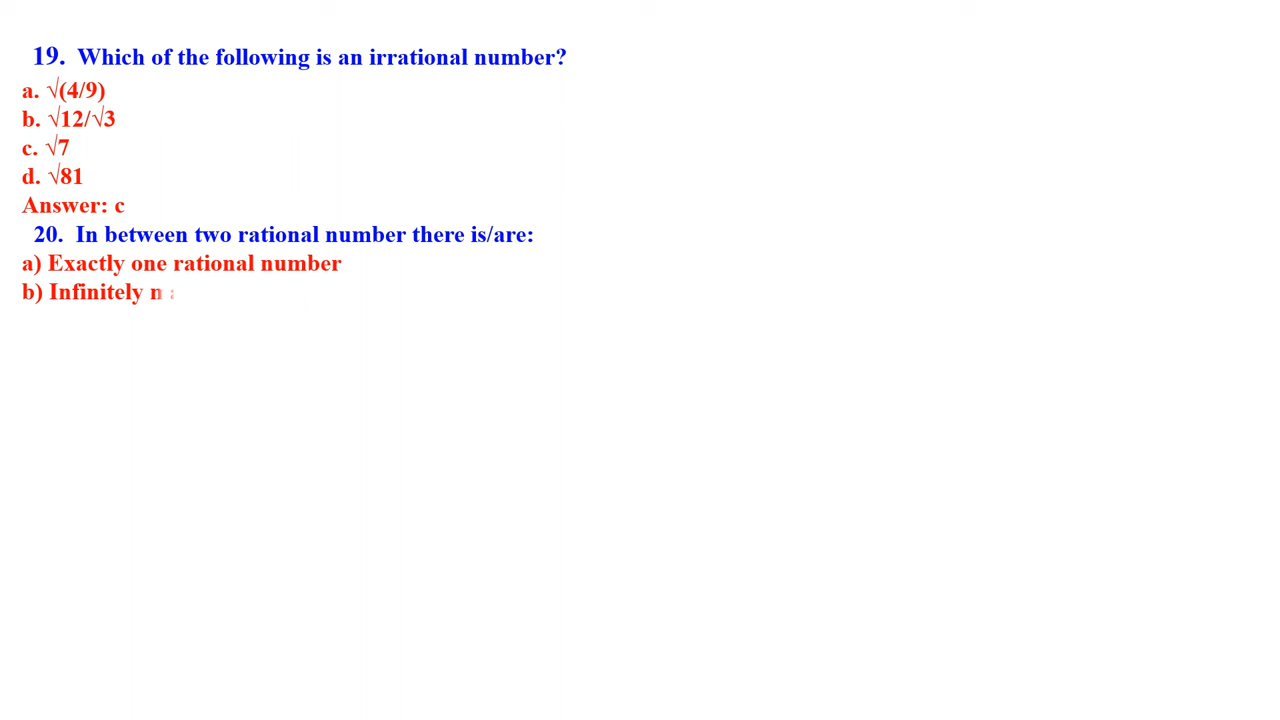 19. Which of the following is an irrational number?
a. √(4/9)
b. √12/√3
c. √7
d. √81
Answer: c
20. In between two rational number there is/are:
a) Exactly one rational number
b) Infinitely